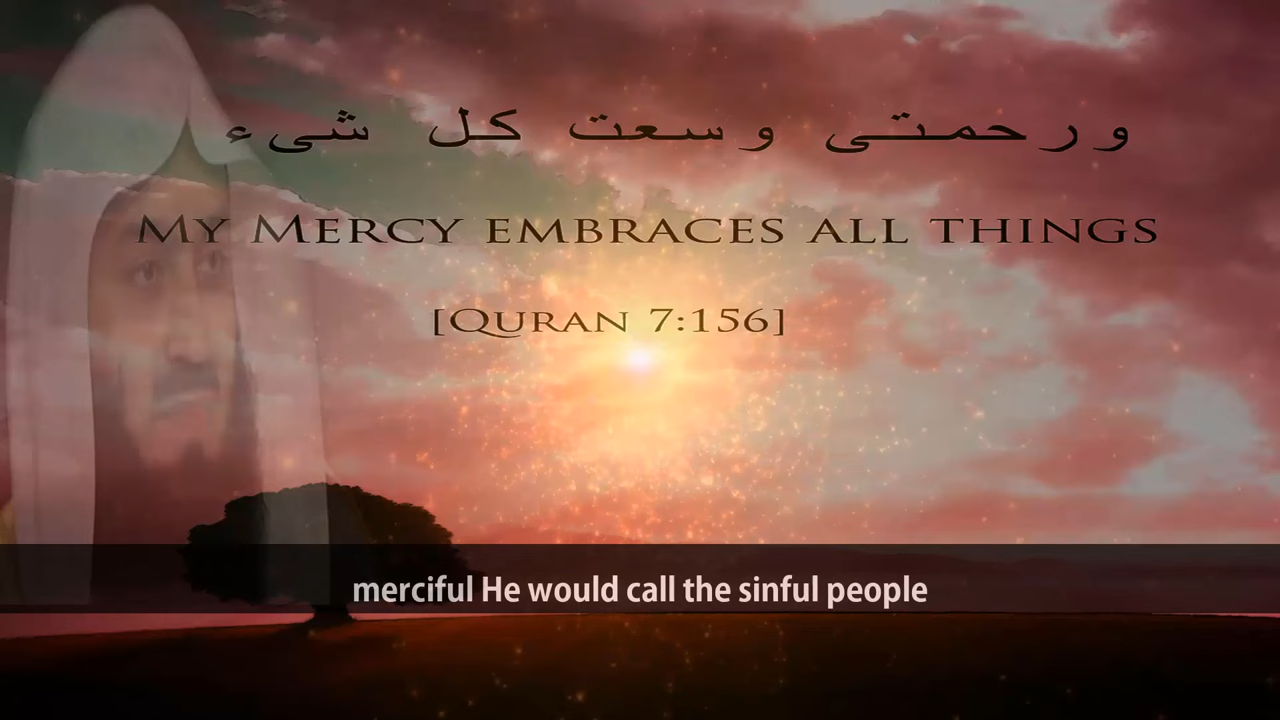 ورحمتى وسعت كل شىء
My Mercy embraces all things
[Quran 7:156]
merciful He would call the sinful people